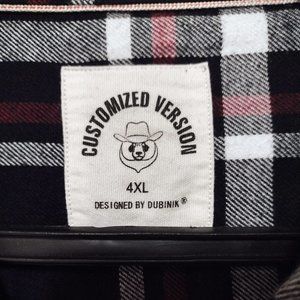 CUSTOMIZED VERSION
4XL
DESIGNED BY DUBINIK®